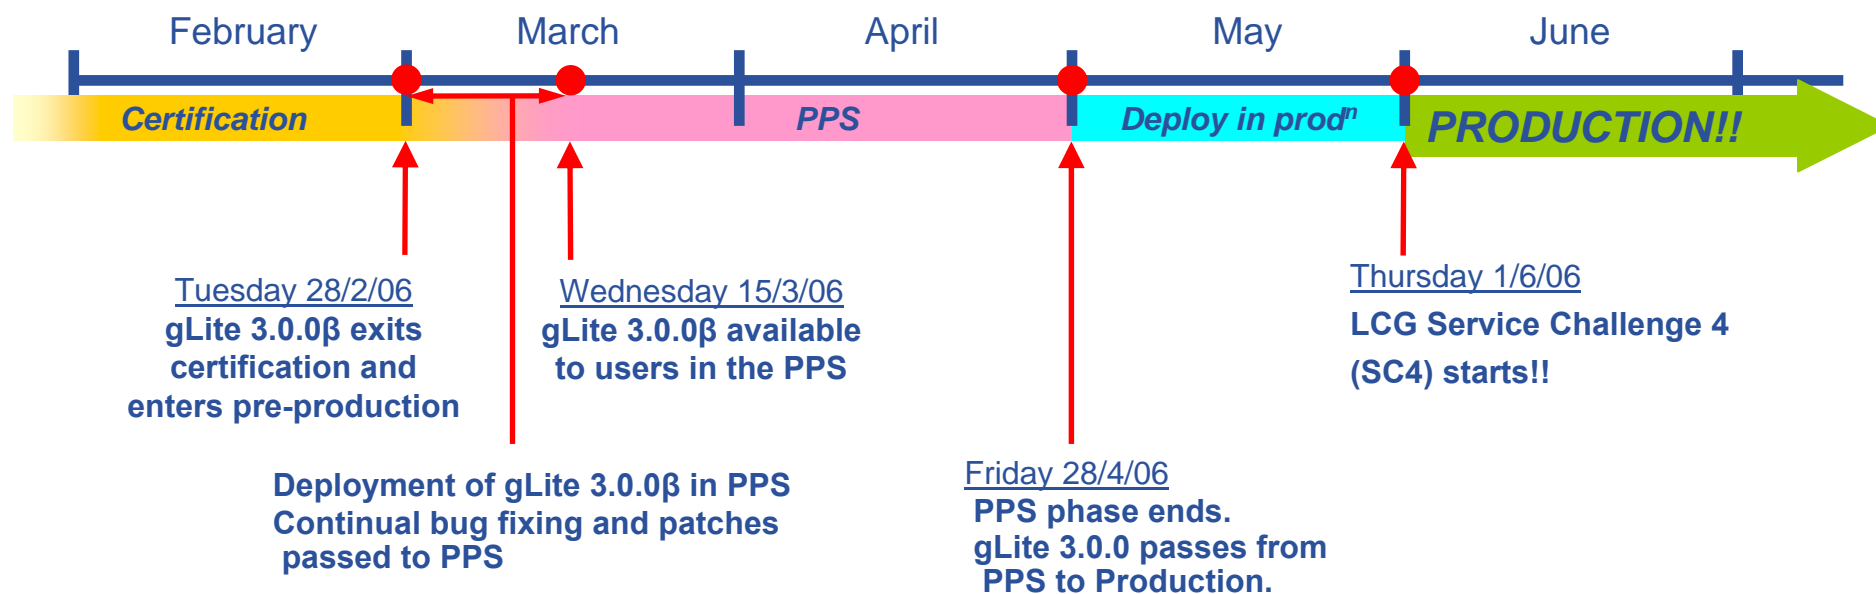 February March April May June
Certification PPS Deploy in prodⁿ PRODUCTION!!
Tuesday 28/2/06
gLite 3.0.0β exits
certification and
enters pre-production
Wednesday 15/3/06
gLite 3.0.0β available
to users in the PPS
Thursday 1/6/06
LCG Service Challenge 4
(SC4) starts!!
Deployment of gLite 3.0.0β in PPS
Continual bug fixing and patches
passed to PPS
Friday 28/4/06
PPS phase ends.
gLite 3.0.0 passes from
PPS to Production.